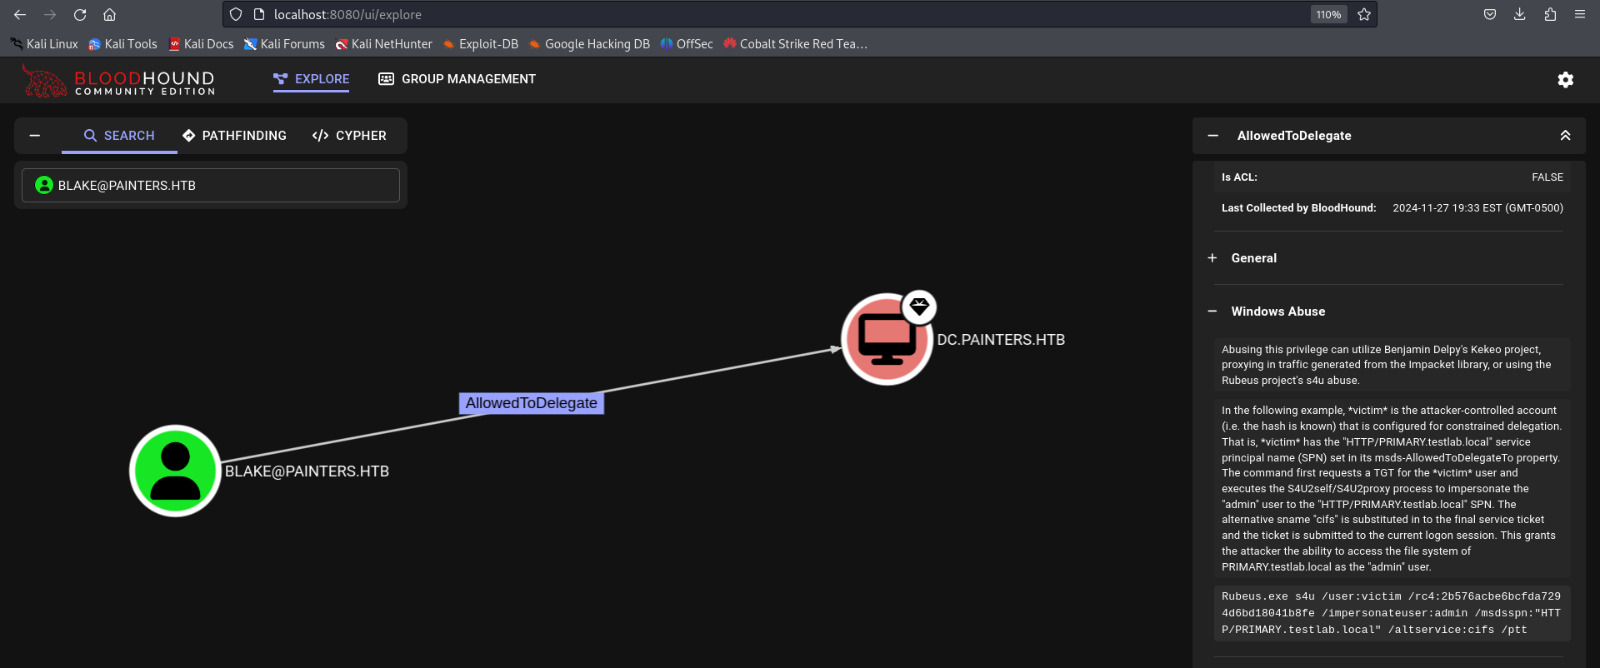 localhost:8080/ui/explore
110%
Kali Linux
Kali Tools
Kali Docs
Kali Forums
Kali NetHunter
Exploit-DB
Google Hacking DB
OffSec
Cobalt Strike Red Tea…
BLOODHOUND
COMMUNITY EDITION
EXPLORE
GROUP MANAGEMENT
SEARCH
PATHFINDING
CYPHER
BLAKE@PAINTERS.HTB
DC.PAINTERS.HTB
AllowedToDelegate
BLAKE@PAINTERS.HTB
AllowedToDelegate
Is ACL: FALSE
Last Collected by BloodHound: 2024-11-27 19:33 EST (GMT-0500)
General
Windows Abuse
Abusing this privilege can utilize Benjamin Delpy's Kekeo project,
proxying in traffic generated from the Impacket library, or using the
Rubeus project's s4u abuse.
In the following example, *victim* is the attacker-controlled account
(i.e. the hash is known) that is configured for constrained delegation.
That is, *victim* has the "HTTP/PRIMARY.testlab.local" service
principal name (SPN) set in its msds-AllowedToDelegateTo property.
The command first requests a TGT for the *victim* user and
executes the S4U2self/S4U2proxy process to impersonate the
"admin" user to the "HTTP/PRIMARY.testlab.local" SPN. The
alternative sname "cifs" is substituted in to the final service ticket
and the ticket is submitted to the current logon session. This grants
the attacker the ability to access the file system of
PRIMARY.testlab.local as the "admin" user.
Rubeus.exe s4u /user:victim /rc4:2b576acbe6bcfda729
4d6bd18041b8fe /impersonateuser:admin /msdsspn:"HTT
P/PRIMARY.testlab.local" /altservice:cifs /ptt